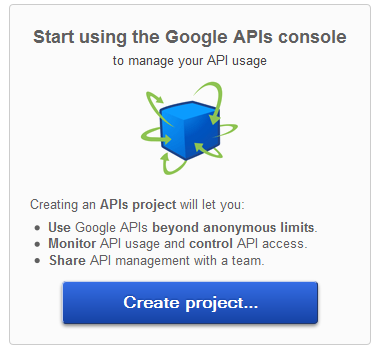 Start using the Google APIs console
to manage your API usage
Creating an APIs project will let you:
• Use Google APIs beyond anonymous limits.
• Monitor API usage and control API access.
• Share API management with a team.
Create project...